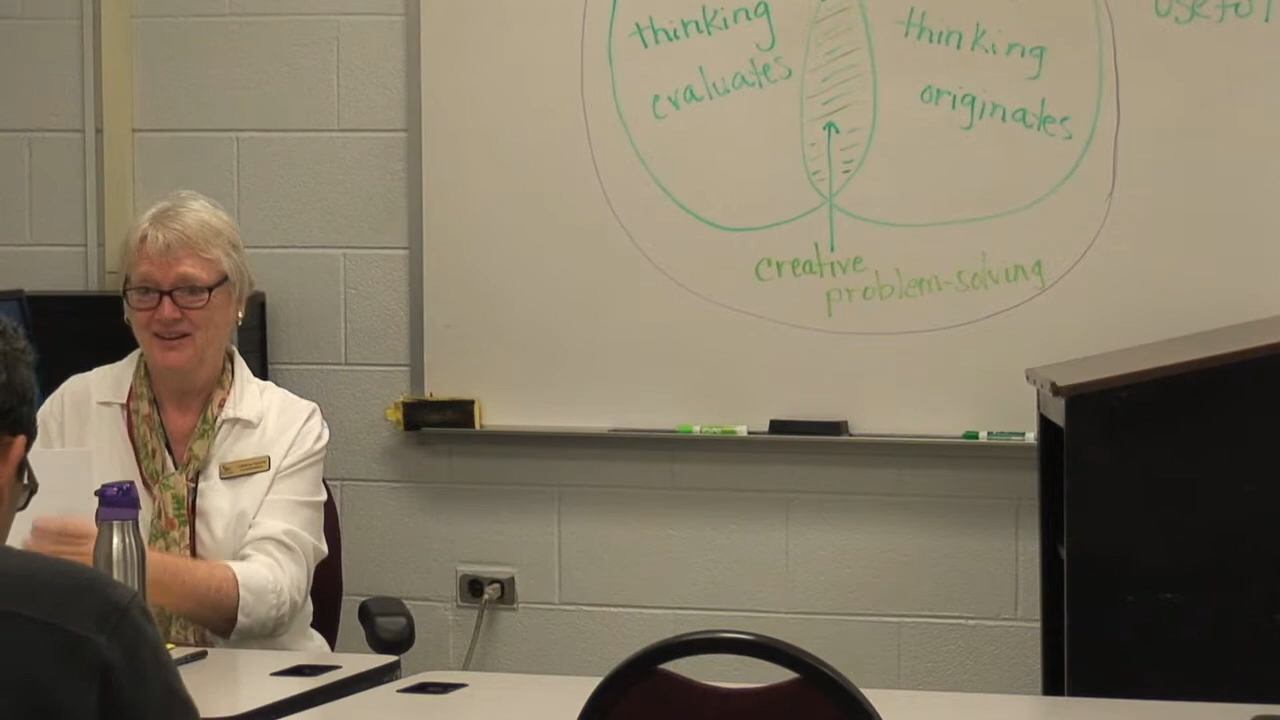 thinking
evaluates
thinking
originates
creative
problem-solving